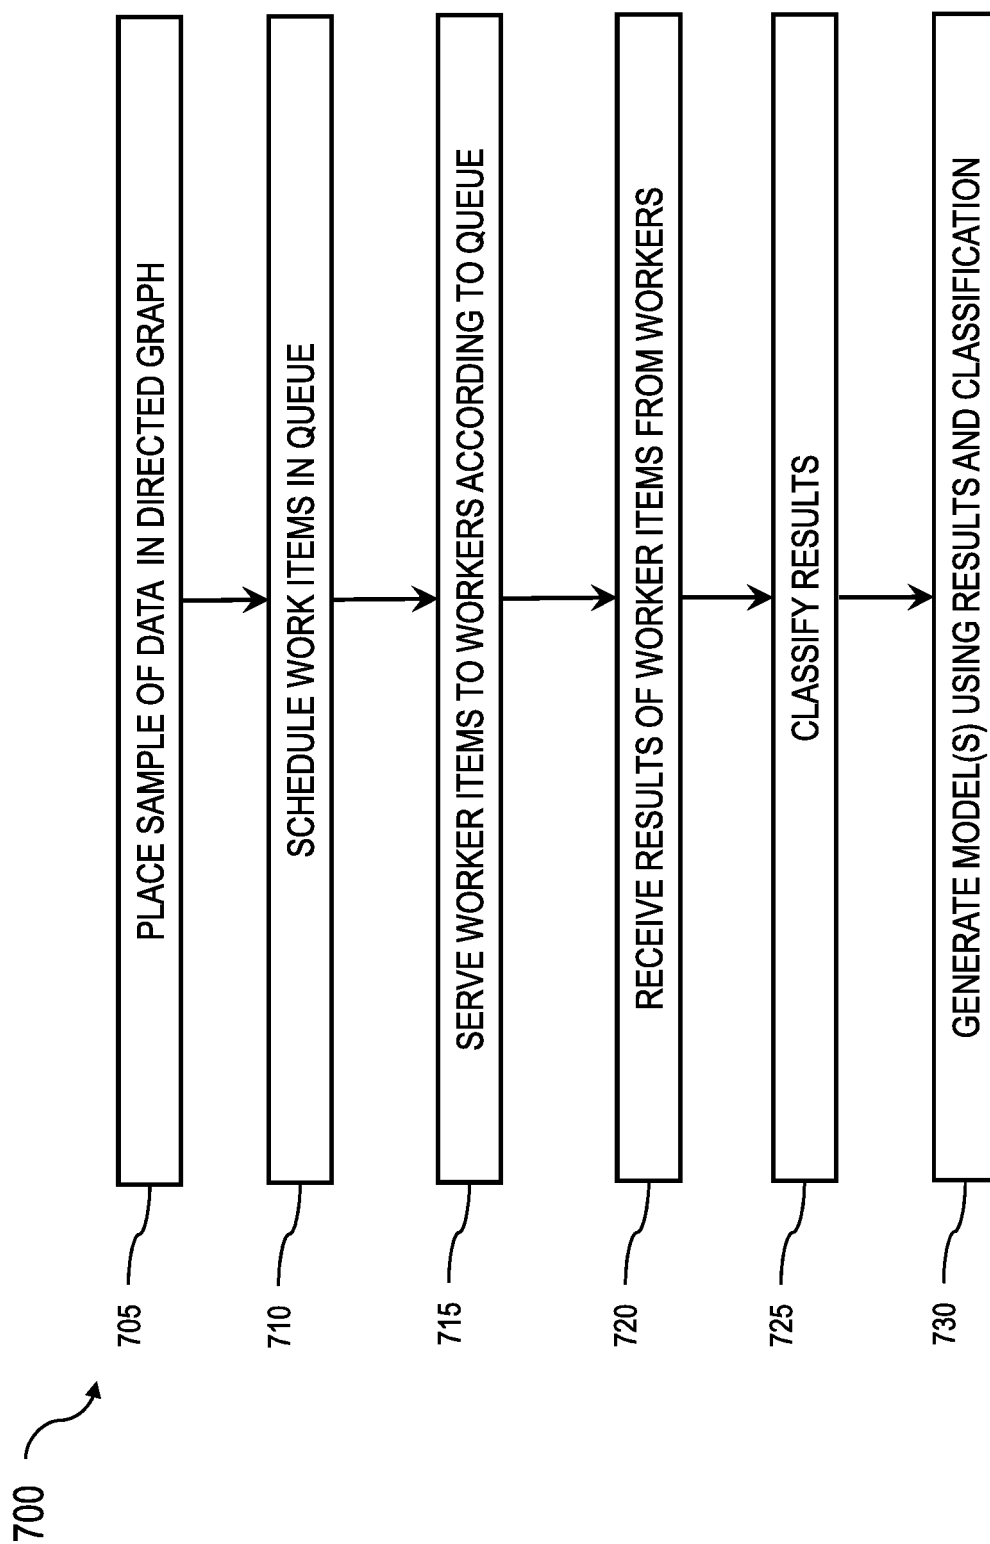 700
705
PLACE SAMPLE OF DATA IN DIRECTED GRAPH
710
SCHEDULE WORK ITEMS IN QUEUE
715
SERVE WORKER ITEMS TO WORKERS ACCORDING TO QUEUE
720
RECEIVE RESULTS OF WORKER ITEMS FROM WORKERS
725
CLASSIFY RESULTS
730
GENERATE MODEL(S) USING RESULTS AND CLASSIFICATION